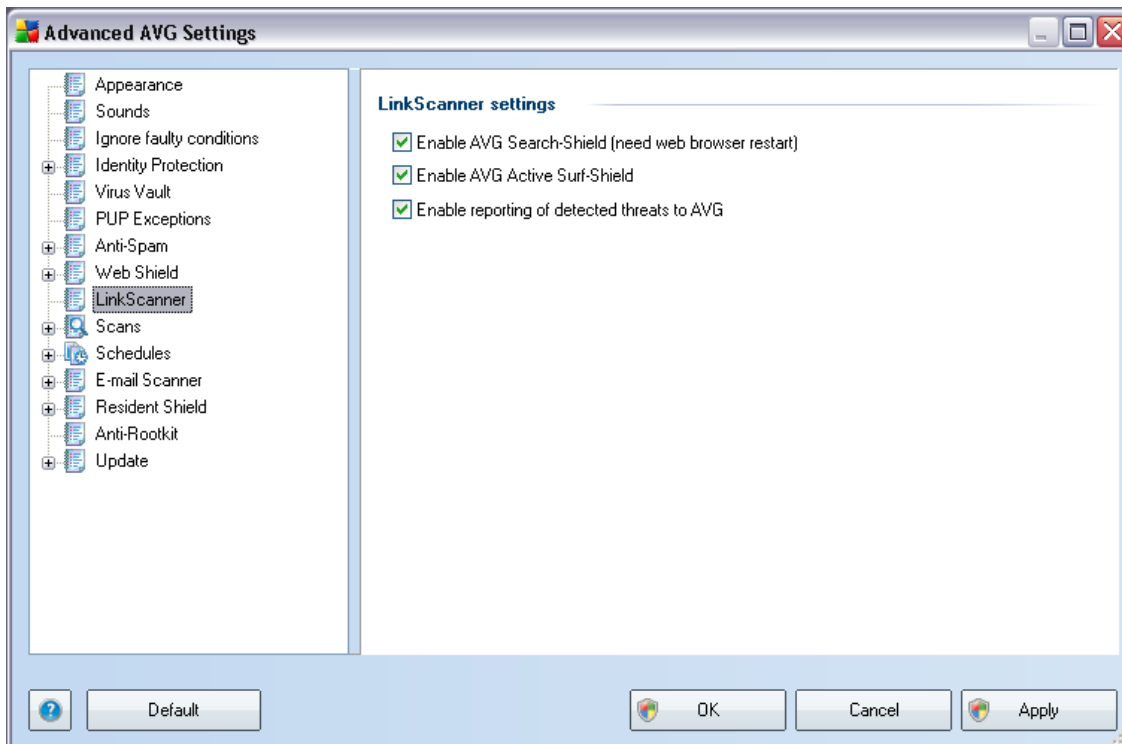 Advanced AVG Settings
Appearance
Sounds
Ignore faulty conditions
Identity Protection
Virus Vault
PUP Exceptions
Anti-Spam
Web Shield
LinkScanner
Scans
Schedules
E-mail Scanner
Resident Shield
Anti-Rootkit
Update
LinkScanner settings
Enable AVG Search-Shield (need web browser restart)
Enable AVG Active Surf-Shield
Enable reporting of detected threats to AVG
? Default OK Cancel Apply